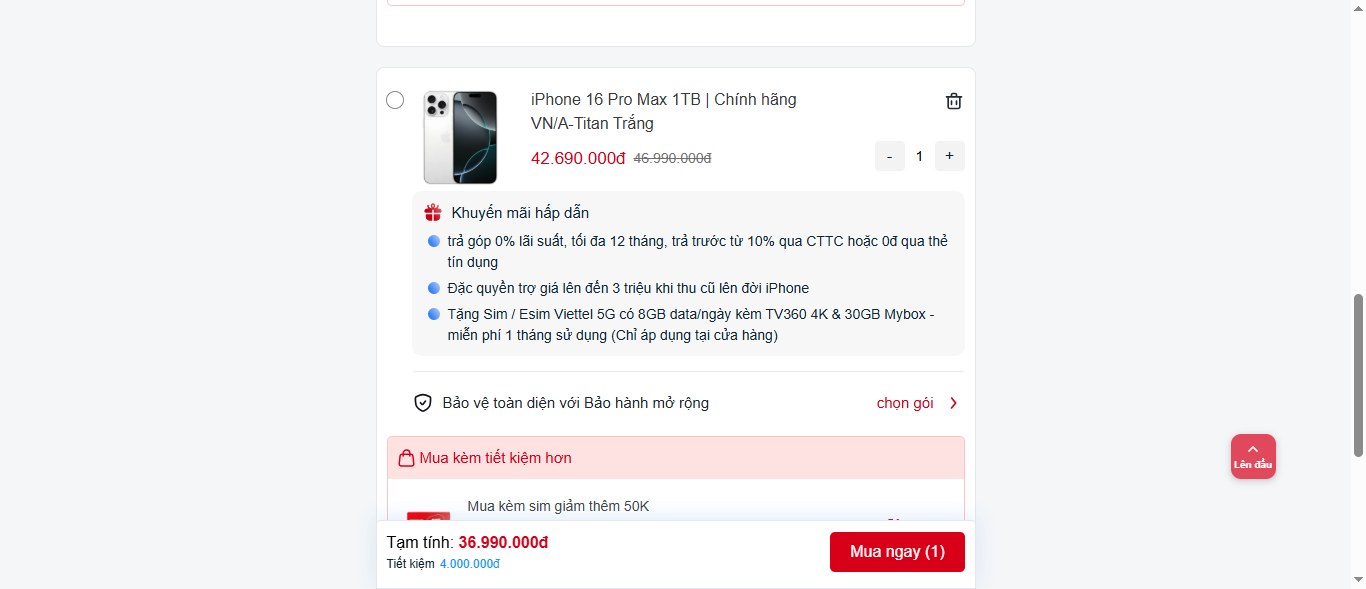 iPhone 16 Pro Max 1TB | Chính hãng
VN/A-Titan Trắng
42.690.000đ 46.990.000đ
- 1 +
Khuyến mãi hấp dẫn
trả góp 0% lãi suất, tối đa 12 tháng, trả trước từ 10% qua CTTC hoặc 0đ qua thẻ
tín dụng
Đặc quyền trợ giá lên đến 3 triệu khi thu cũ lên đời iPhone
Tặng Sim / Esim Viettel 5G có 8GB data/ngày kèm TV360 4K & 30GB Mybox -
miễn phí 1 tháng sử dụng (Chỉ áp dụng tại cửa hàng)
Bảo vệ toàn diện với Bảo hành mở rộng
chọn gói
Mua kèm tiết kiệm hơn
Mua kèm sim giảm thêm 50K
Lên đầu
Tạm tính: 36.990.000đ
Tiết kiệm 4.000.000đ
Mua ngay (1)